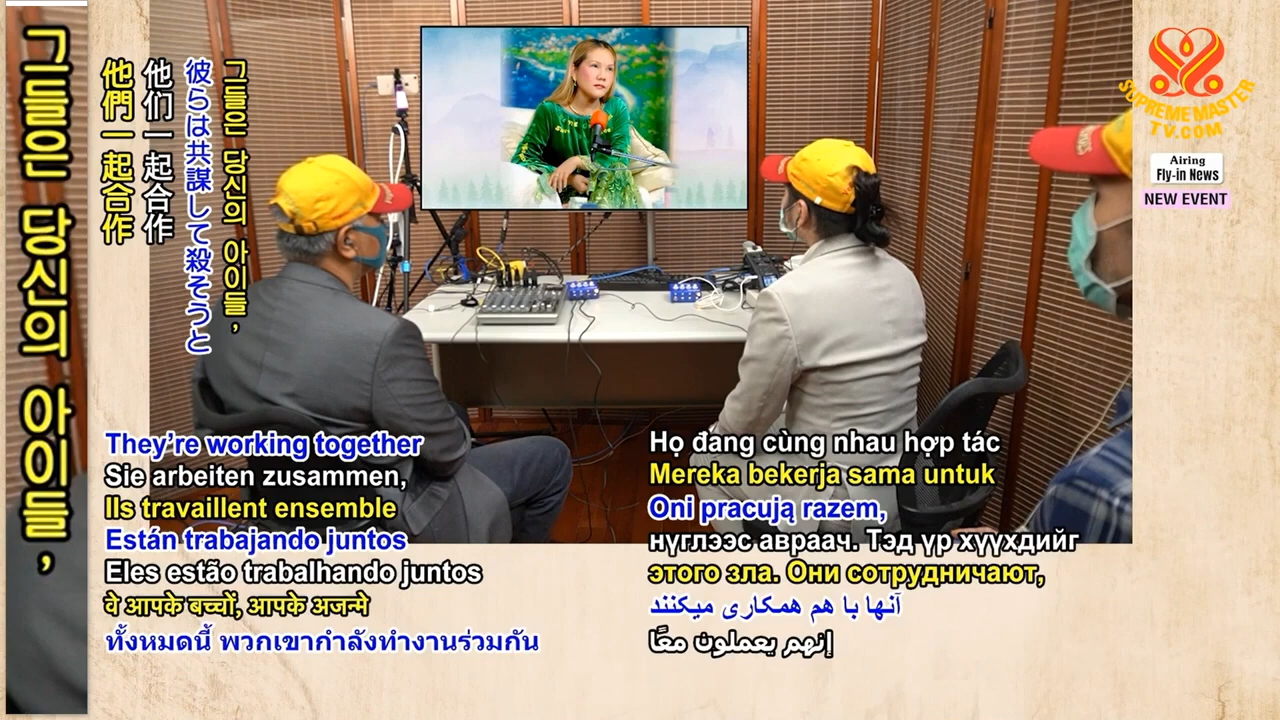 그들은 당신의 아이들,
他們一起合作
他们一起合作
彼らは共謀して殺そうと
그들은 당신의 아이들,
SUPREME MASTER
TV.COM
Airing
Fly-in News
NEW EVENT
They're working together
Sie arbeiten zusammen,
Ils travaillent ensemble
Están trabajando juntos
Eles estão trabalhando juntos
वे आपके बच्चों, आपके अजन्मे
ทั้งหมดนี้ พวกเขากำลังทำงานร่วมกัน
Họ đang cùng nhau hợp tác
Mereka bekerja sama untuk
Oni pracują razem,
нүглээс авраач. Тэд үр хүүхдийг
этого зла. Они сотрудничают,
آنها با هم همکاری میکنند
إنهم يعملون معًا